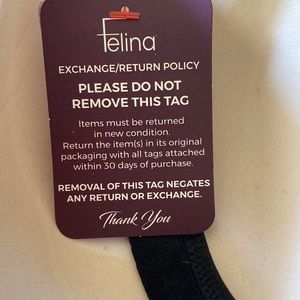 Felina
EXCHANGE/RETURN POLICY
PLEASE DO NOT
REMOVE THIS TAG
Items must be returned
in new condition.
Return the item(s) in its original
packaging with all tags attached
within 30 days of purchase.
REMOVAL OF THIS TAG NEGATES
ANY RETURN OR EXCHANGE.
Thank You